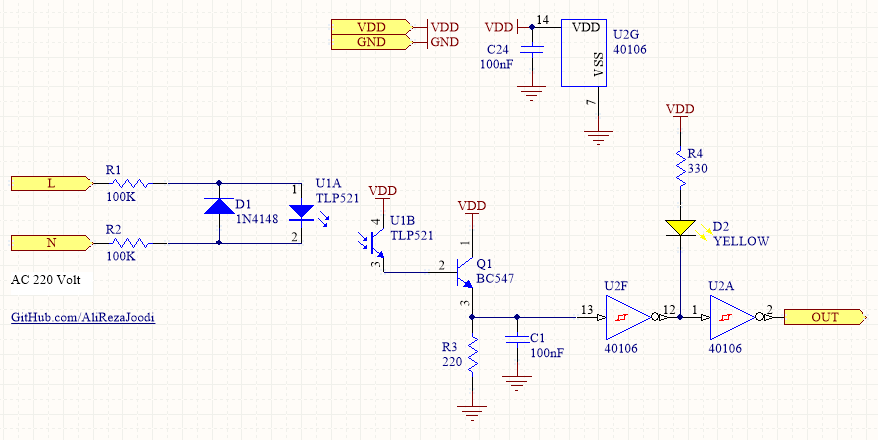 VDD VDD
GND GND
VDD 14 VDD U2G
40106
C24
100nF
VSS
7
VDD
R4
330
R1
L
100K
D1
1N4148
1
2
U1A
TLP521
VDD
4
U1B
TLP521
3
VDD
1
D2
YELLOW
R2
N
100K
2
Q1
BC547
3
AC 220 Volt
GitHub.com/AliRezaJoodi
U2F
13
12
40106
U2A
1
2
40106
OUT
R3
220
C1
100nF